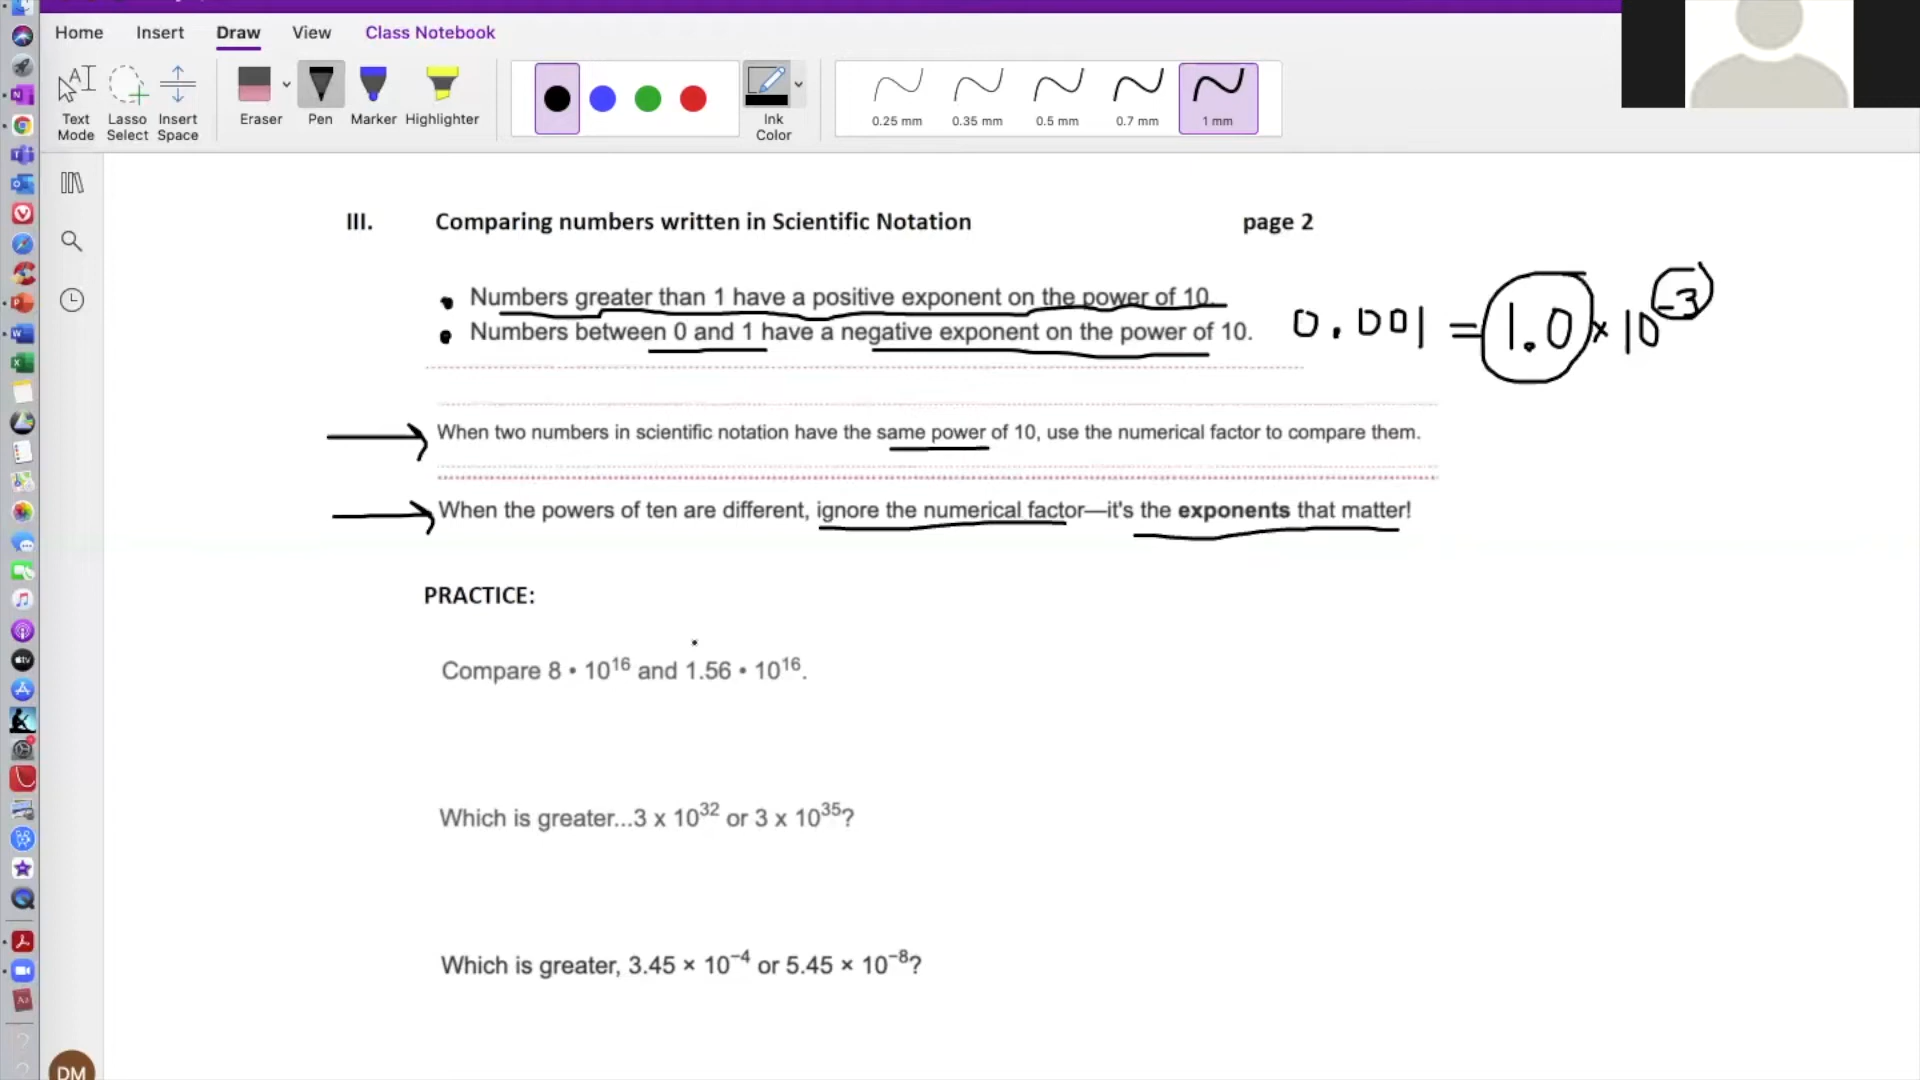 Home Insert Draw View Class Notebook
Text Mode
Lasso Select
Insert Space
Eraser
Pen
Marker
Highlighter
Ink Color
0.25 mm
0.35 mm
0.5 mm
0.7 mm
1 mm
III. Comparing numbers written in Scientific Notation page 2
• Numbers greater than 1 have a positive exponent on the power of 10.
• Numbers between 0 and 1 have a negative exponent on the power of 10.
0.001 = 1.0 × 10⁻³
When two numbers in scientific notation have the same power of 10, use the numerical factor to compare them.
When the powers of ten are different, ignore the numerical factor—it's the exponents that matter!
PRACTICE:
Compare 8 • 10¹⁶ and 1.56 • 10¹⁶.
Which is greater...3 x 10³² or 3 x 10³⁵?
Which is greater, 3.45 × 10⁻⁴ or 5.45 × 10⁻⁸?
DM